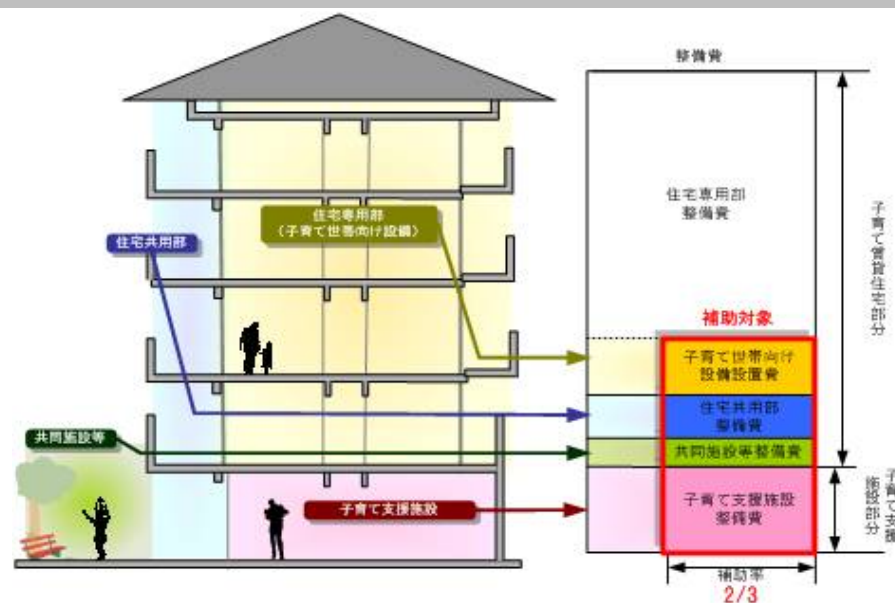 整備費
住宅専用部
整備費
住宅専用部
(子育て世帯向け設備)
住宅共用部
子育て賃貸住宅部分
補助対象
子育て世帯向け
設備設置費
住宅共用部
整備費
共同施設等
共同施設等整備費
子育て支援施設
子育て支援施設
整備費
子育て支援
施設部分
補助率
2/3